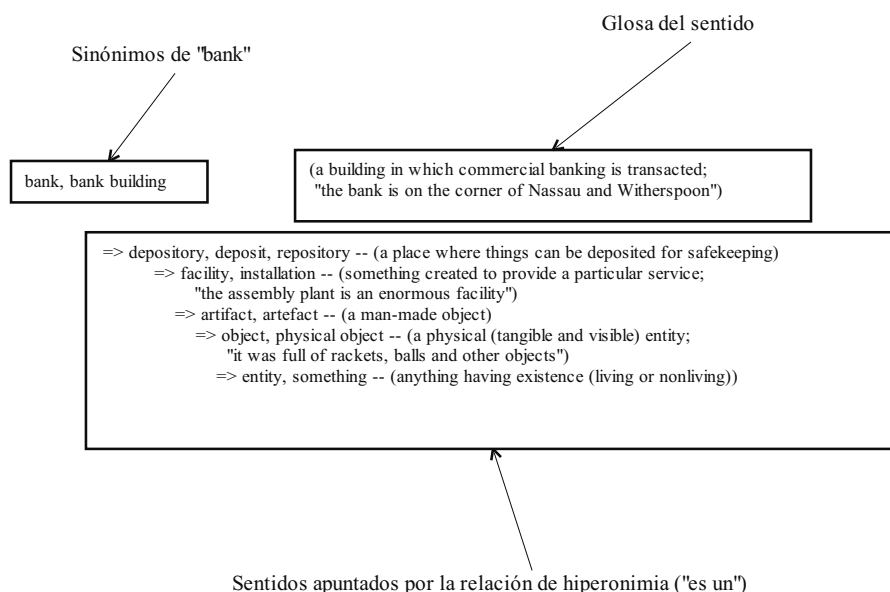 Glosa del sentido
Sinónimos de "bank"
bank, bank building
(a building in which commercial banking is transacted;
"the bank is on the corner of Nassau and Witherspoon")
=> depository, deposit, repository -- (a place where things can be deposited for safekeeping)
=> facility, installation -- (something created to provide a particular service;
"the assembly plant is an enormous facility")
=> artifact, artefact -- (a man-made object)
=> object, physical object -- (a physical (tangible and visible) entity;
"it was full of rackets, balls and other objects")
=> entity, something -- (anything having existence (living or nonliving))
Sentidos apuntados por la relación de hiperonimia ("es un")